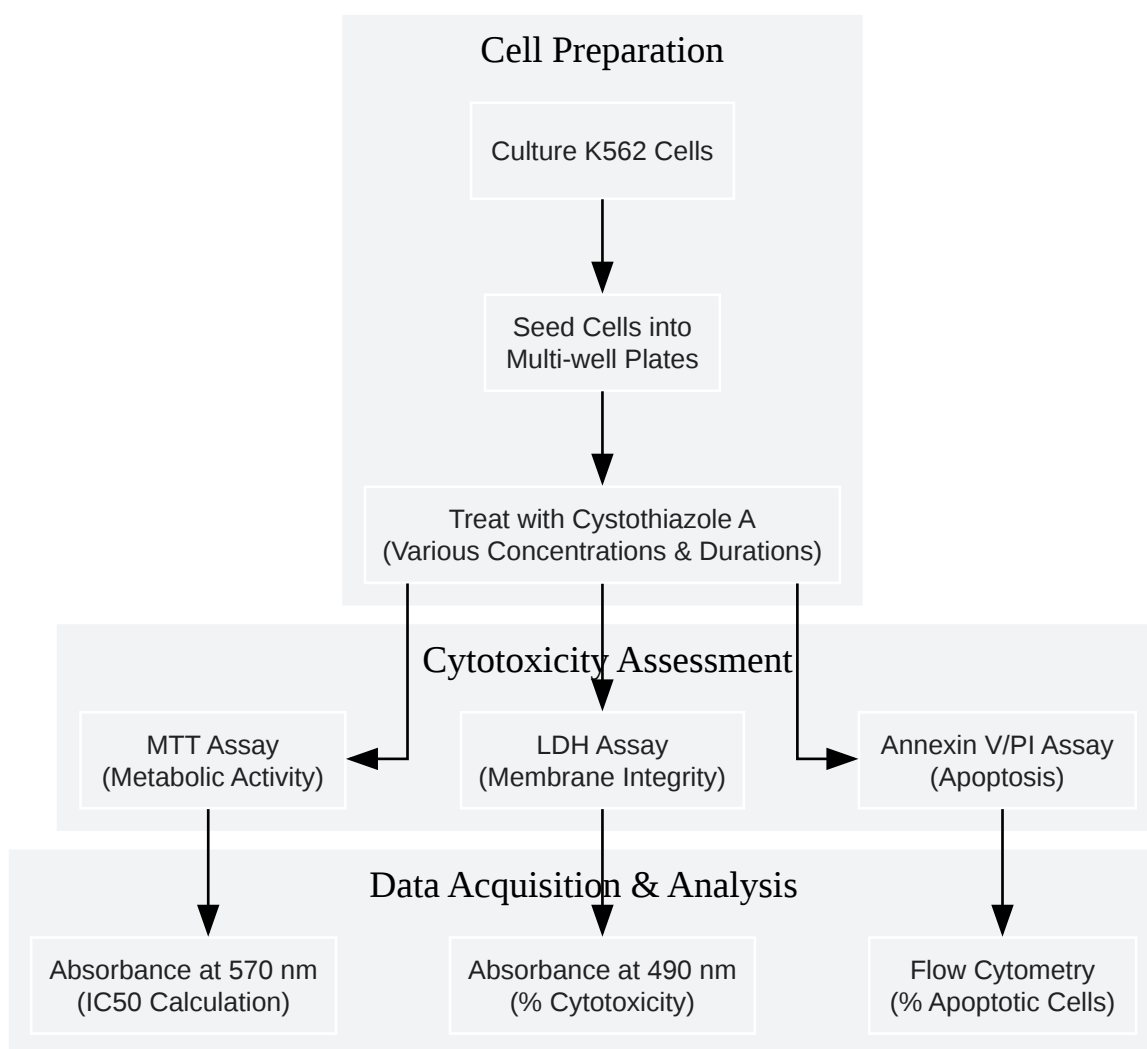 Cell Preparation
Culture K562 Cells
Seed Cells into
Multi-well Plates
Treat with Cystothiazole A
(Various Concentrations & Durations)
Cytotoxicity Assessment
MTT Assay
(Metabolic Activity)
LDH Assay
(Membrane Integrity)
Annexin V/PI Assay
(Apoptosis)
Data Acquisition & Analysis
Absorbance at 570 nm
(IC50 Calculation)
Absorbance at 490 nm
(% Cytotoxicity)
Flow Cytometry
(% Apoptotic Cells)